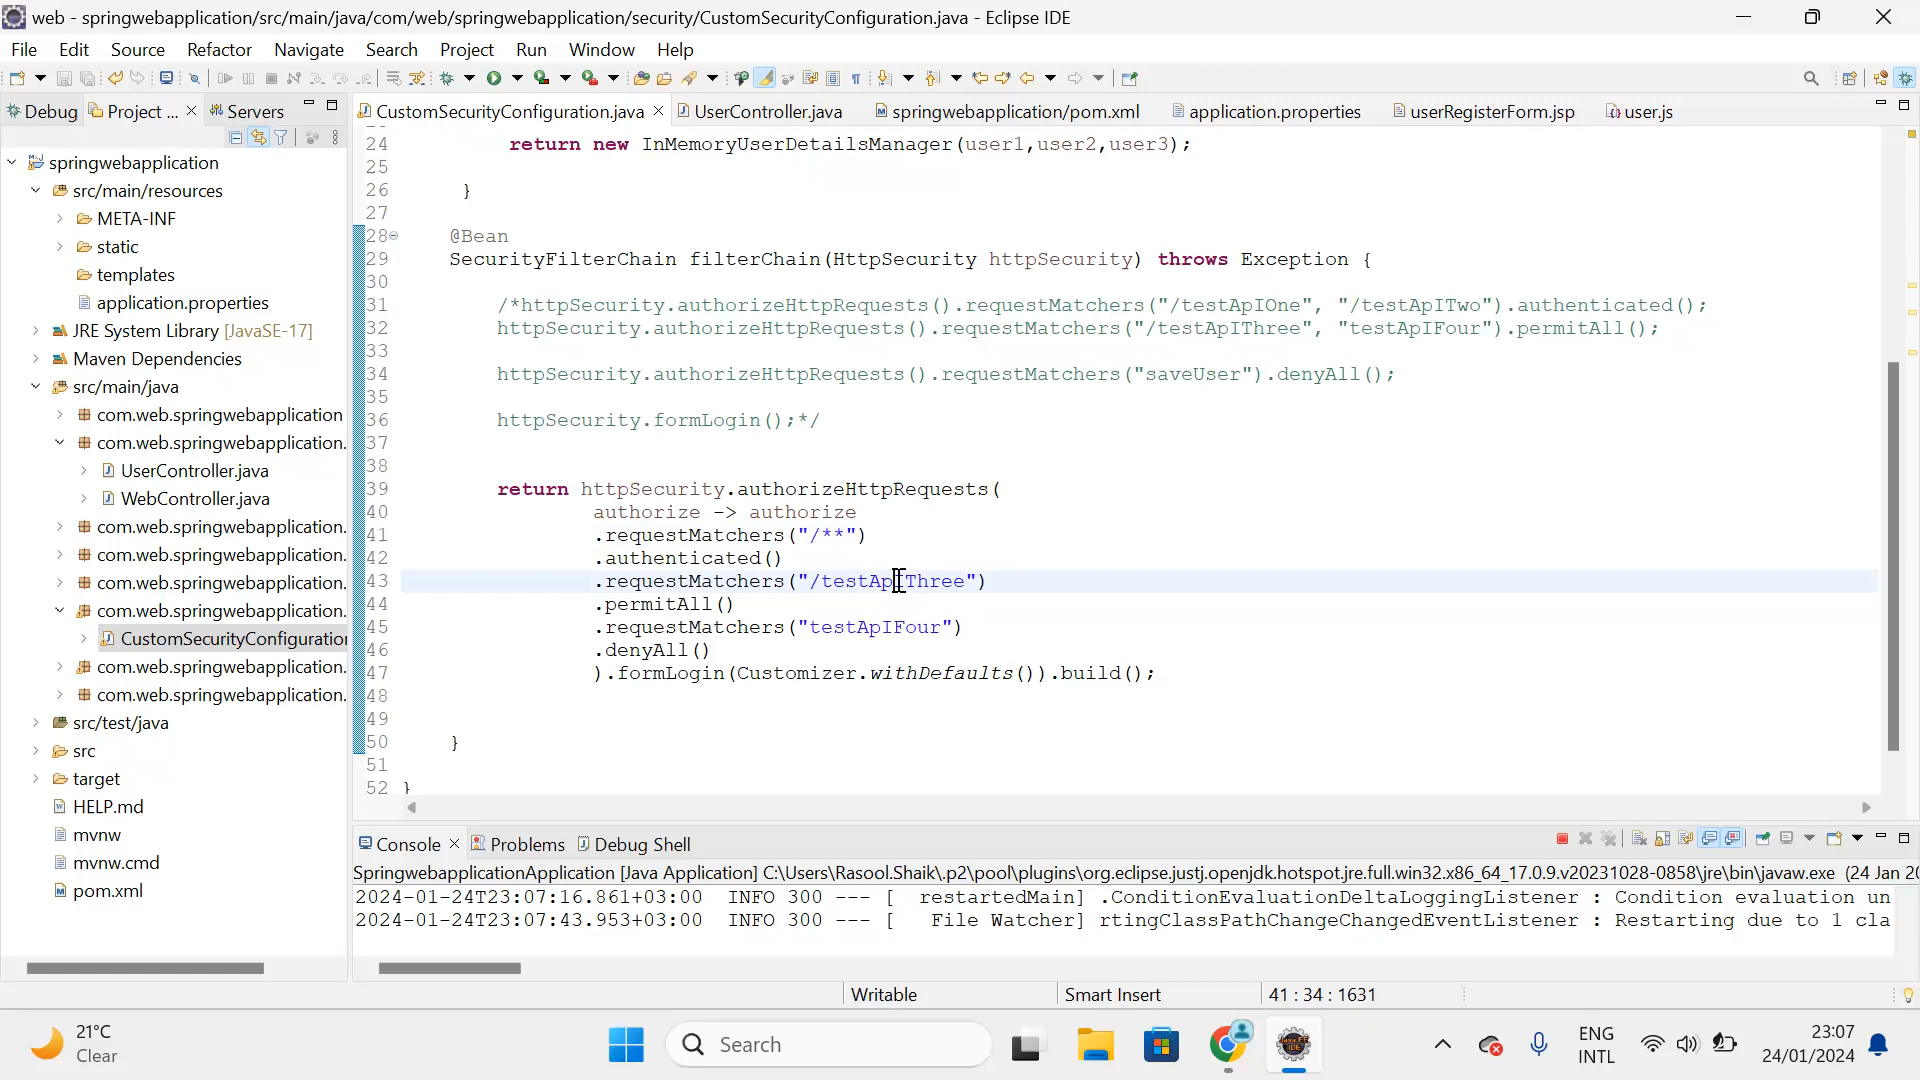 web - springwebapplication/src/main/java/com/web/springwebapplication/security/CustomSecurityConfiguration.java - Eclipse IDE
File Edit Source Refactor Navigate Search Project Run Window Help
Debug Project ... Servers
CustomSecurityConfiguration.java UserController.java springwebapplication/pom.xml application.properties userRegisterForm.jsp user.js
springwebapplication
src/main/resources
META-INF
static
templates
application.properties
JRE System Library [JavaSE-17]
Maven Dependencies
src/main/java
com.web.springwebapplication
com.web.springwebapplication.
UserController.java
WebController.java
com.web.springwebapplication.
com.web.springwebapplication.
com.web.springwebapplication.
com.web.springwebapplication.
CustomSecurityConfiguratio
com.web.springwebapplication.
com.web.springwebapplication.
src/test/java
src
target
HELP.md
mvnw
mvnw.cmd
pom.xml
24 return new InMemoryUserDetailsManager(user1,user2,user3);
25
26 }
27
28 @Bean
29 SecurityFilterChain filterChain(HttpSecurity httpSecurity) throws Exception {
30
31 /*httpSecurity.authorizeHttpRequests().requestMatchers("/testApIOne", "/testApITwo").authenticated();
32 httpSecurity.authorizeHttpRequests().requestMatchers("/testApIThree", "testApIFour").permitAll();
33
34 httpSecurity.authorizeHttpRequests().requestMatchers("saveUser").denyAll();
35
36 httpSecurity.formLogin();*/
37
38
39 return httpSecurity.authorizeHttpRequests(
40 authorize -> authorize
41 .requestMatchers("/**")
42 .authenticated()
43 .requestMatchers("/testApIThree")
44 .permitAll()
45 .requestMatchers("testApIFour")
46 .denyAll()
47 ).formLogin(Customizer.withDefaults()).build();
48
49
50 }
51
52 }
Console Problems Debug Shell
SpringwebapplicationApplication [Java Application] C:\Users\Rasool.Shaik\.p2\pool\plugins\org.eclipse.justj.openjdk.hotspot.jre.full.win32.x86_64_17.0.9.v20231028-0858\jre\bin\javaw.exe (24 Jan 20
2024-01-24T23:07:16.861+03:00 INFO 300 --- [ restartedMain] .ConditionEvaluationDeltaLoggingListener : Condition evaluation un
2024-01-24T23:07:43.953+03:00 INFO 300 --- [ File Watcher] rtingClassPathChangeChangedEventListener : Restarting due to 1 cla
Writable Smart Insert 41 : 34 : 1631
21°C
Clear
Search
ENG
INTL
23:07
24/01/2024